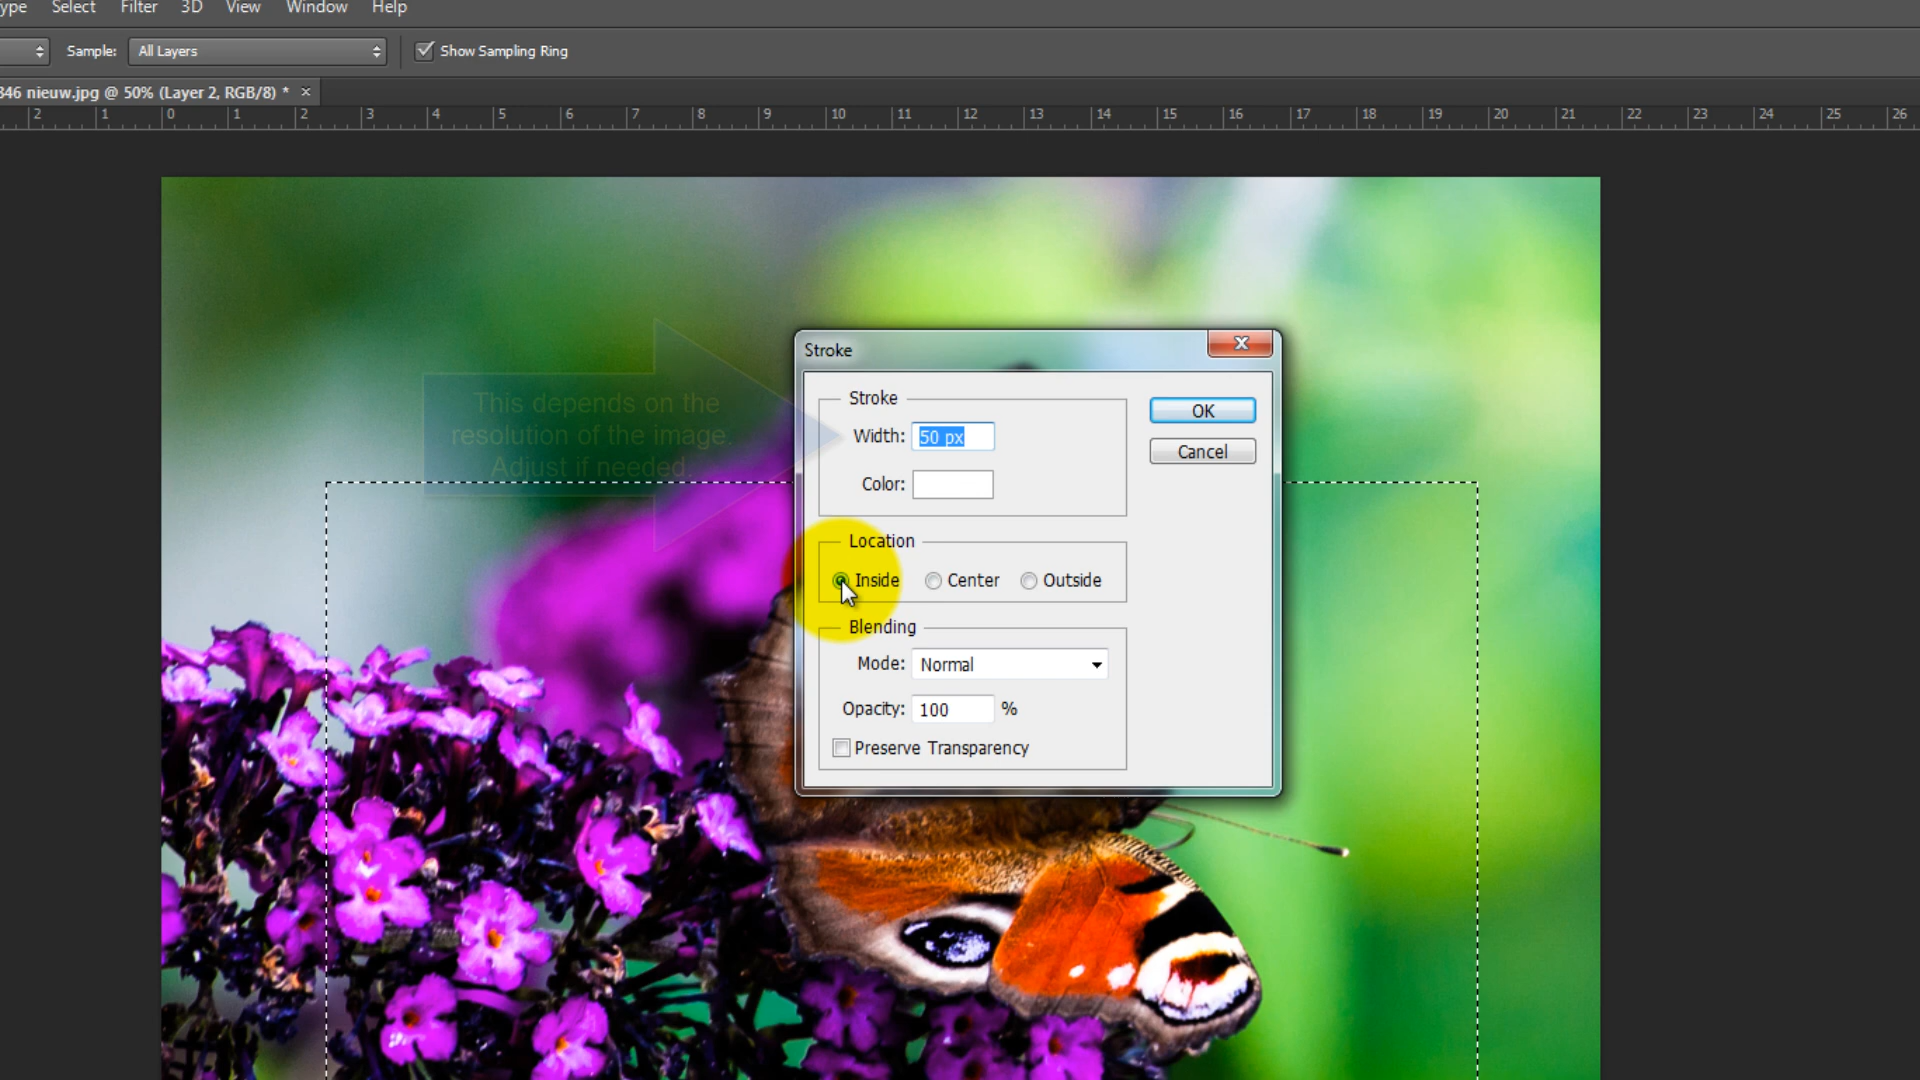 ype Select Filter 3D View Window Help
Sample: All Layers Show Sampling Ring
346 nieuw.jpg @ 50% (Layer 2, RGB/8) * ×
2 1 0 1 2 3 4 5 6 7 8 9 10 11 12 13 14 15 16 17 18 19 20 21 22 23 24 25 26
This depends on the
resolution of the image.
Adjust if needed.
Stroke
Stroke
Width: 50 px
Color:
OK
Cancel
Location
Inside Center Outside
Blending
Mode: Normal
Opacity: 100 %
Preserve Transparency